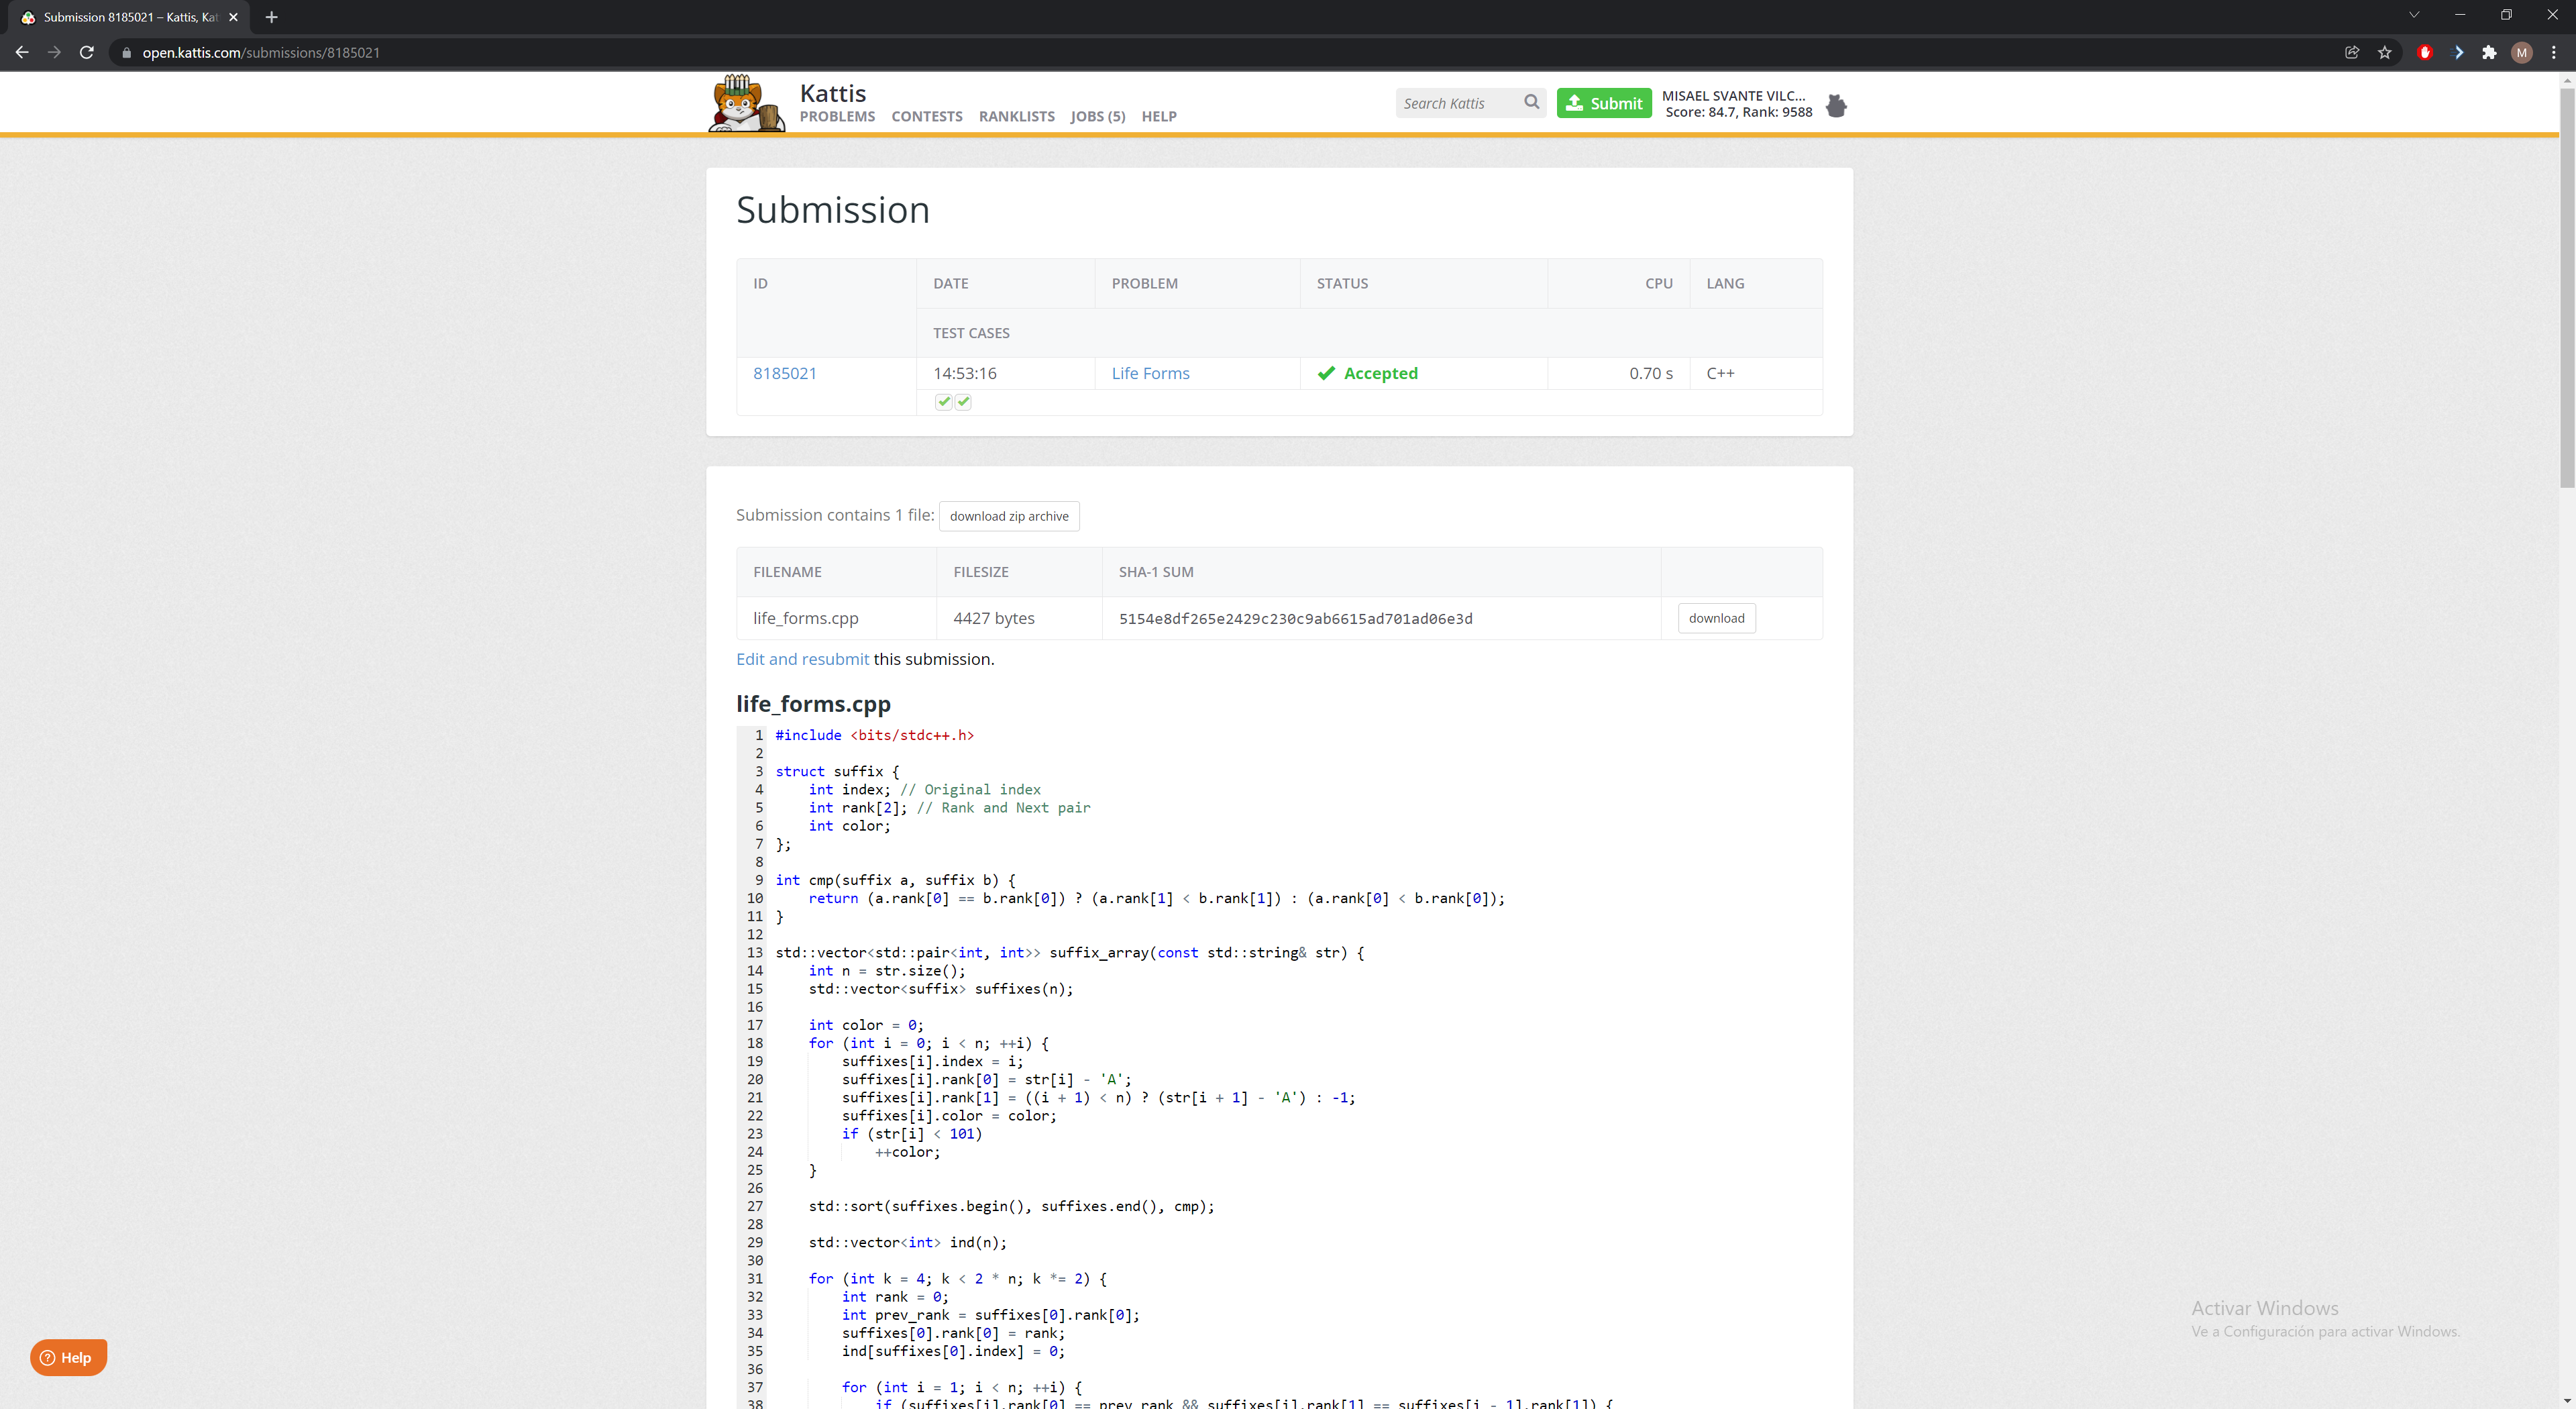 Submission 8185021 – Kattis, Kat
open.kattis.com/submissions/8185021
M
Kattis
PROBLEMS CONTESTS RANKLISTS JOBS (5) HELP
Search Kattis
Submit
MISAEL SVANTE VILC...
Score: 84.7, Rank: 9588
Submission
ID DATE PROBLEM STATUS CPU LANG
TEST CASES
8185021 14:53:16 Life Forms Accepted 0.70 s C++
Submission contains 1 file: download zip archive
FILENAME FILESIZE SHA-1 SUM
life_forms.cpp 4427 bytes 5154e8df265e2429c230c9ab6615ad701ad06e3d download
Edit and resubmit this submission.
life_forms.cpp
1 #include <bits/stdc++.h>
2
3 struct suffix {
4 int index; // Original index
5 int rank[2]; // Rank and Next pair
6 int color;
7 };
8
9 int cmp(suffix a, suffix b) {
10 return (a.rank[0] == b.rank[0]) ? (a.rank[1] < b.rank[1]) : (a.rank[0] < b.rank[0]);
11 }
12
13 std::vector<std::pair<int, int>> suffix_array(const std::string& str) {
14 int n = str.size();
15 std::vector<suffix> suffixes(n);
16
17 int color = 0;
18 for (int i = 0; i < n; ++i) {
19 suffixes[i].index = i;
20 suffixes[i].rank[0] = str[i] - 'A';
21 suffixes[i].rank[1] = ((i + 1) < n) ? (str[i + 1] - 'A') : -1;
22 suffixes[i].color = color;
23 if (str[i] < 101)
24 ++color;
25 }
26
27 std::sort(suffixes.begin(), suffixes.end(), cmp);
28
29 std::vector<int> ind(n);
30
31 for (int k = 4; k < 2 * n; k *= 2) {
32 int rank = 0;
33 int prev_rank = suffixes[0].rank[0];
34 suffixes[0].rank[0] = rank;
35 ind[suffixes[0].index] = 0;
36
37 for (int i = 1; i < n; ++i) {
38 if (suffixes[i].rank[0] == prev_rank && suffixes[i].rank[1] == suffixes[i - 1].rank[1]) {
Activar Windows
Ve a Configuración para activar Windows.
Help